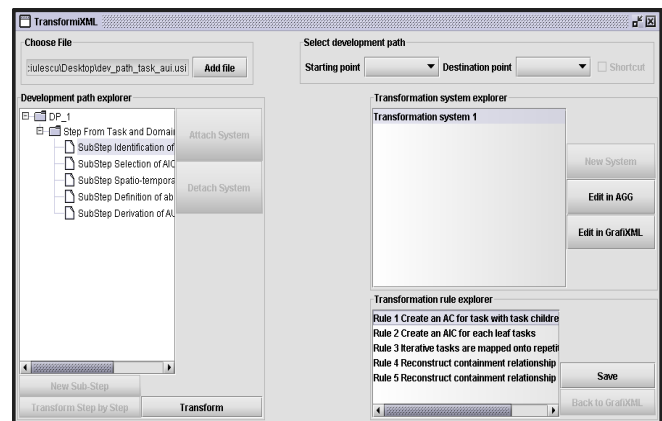 TransformiXML
Choose File
:iulescu\Desktop\dev_path_task_aui.usi
Add file
Select development path
Starting point
Destination point
Shortcut
Development path explorer
DP_1
Step From Task and Domain
SubStep Identification of
SubStep Selection of AIC
SubStep Spatio-tempora
SubStep Definition of ab
SubStep Derivation of AU
Attach System
Detach System
New Sub-Step
Transform Step by Step
Transform
Transformation system explorer
Transformation system 1
New System
Edit in AGG
Edit in GrafiXML
Transformation rule explorer
Rule 1 Create an AC for task with task childre
Rule 2 Create an AIC for each leaf tasks
Rule 3 Iterative tasks are mapped onto repetit
Rule 4 Reconstruct containment relationship
Rule 5 Reconstruct containment relationship
Save
Back to GrafiXML